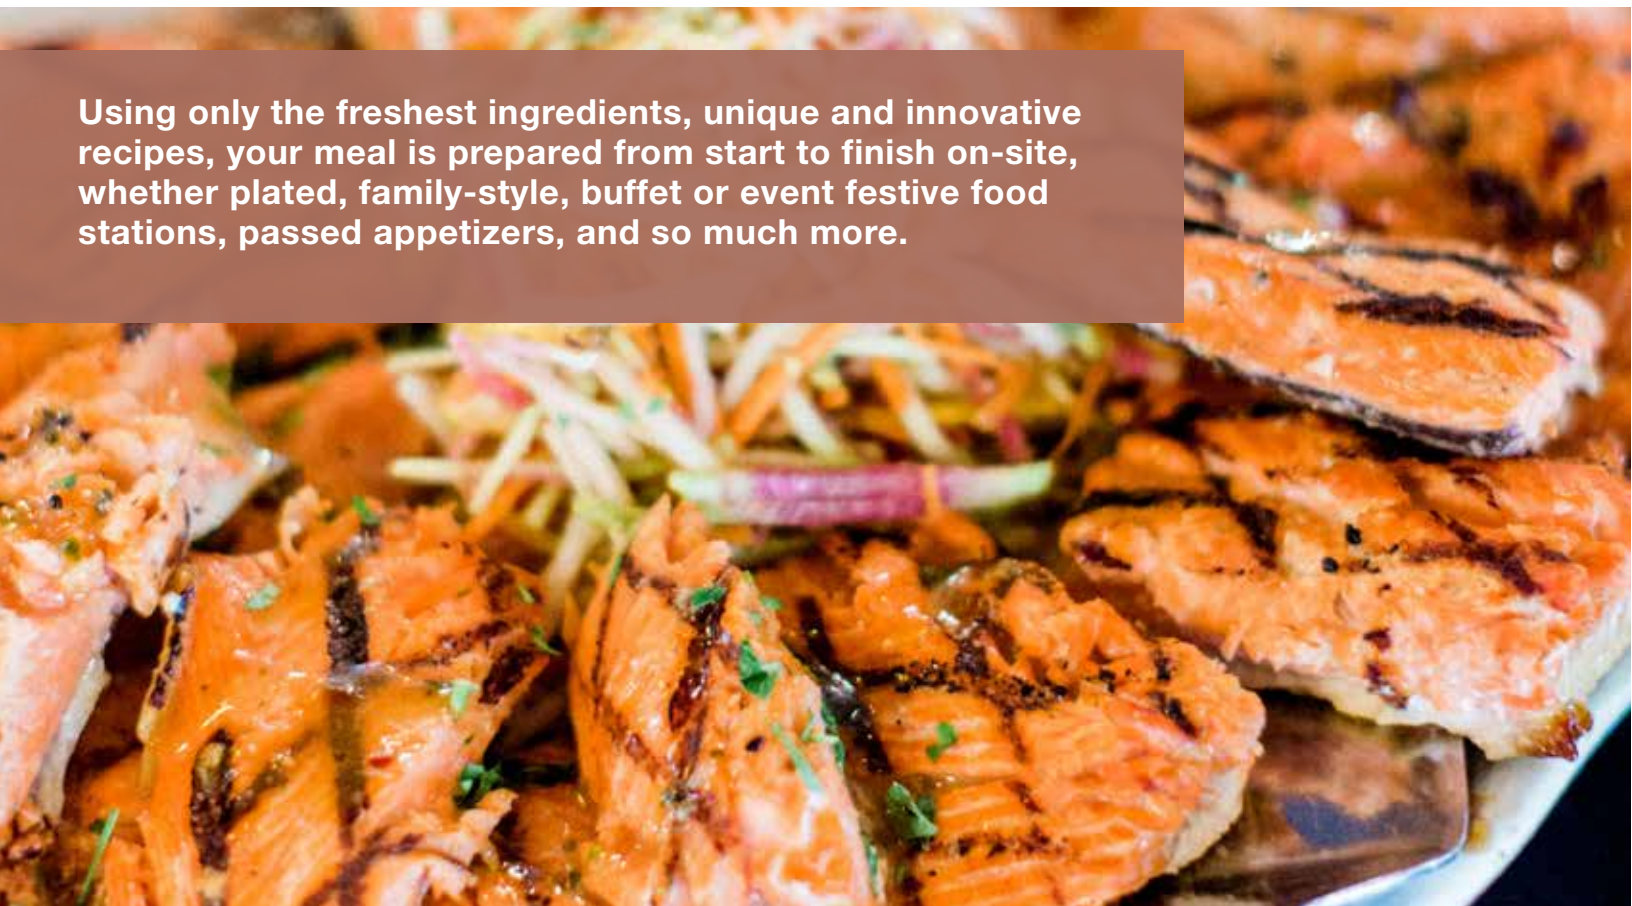 Using only the freshest ingredients, unique and innovative
recipes, your meal is prepared from start to finish on-site,
whether plated, family-style, buffet or event festive food
stations, passed appetizers, and so much more.